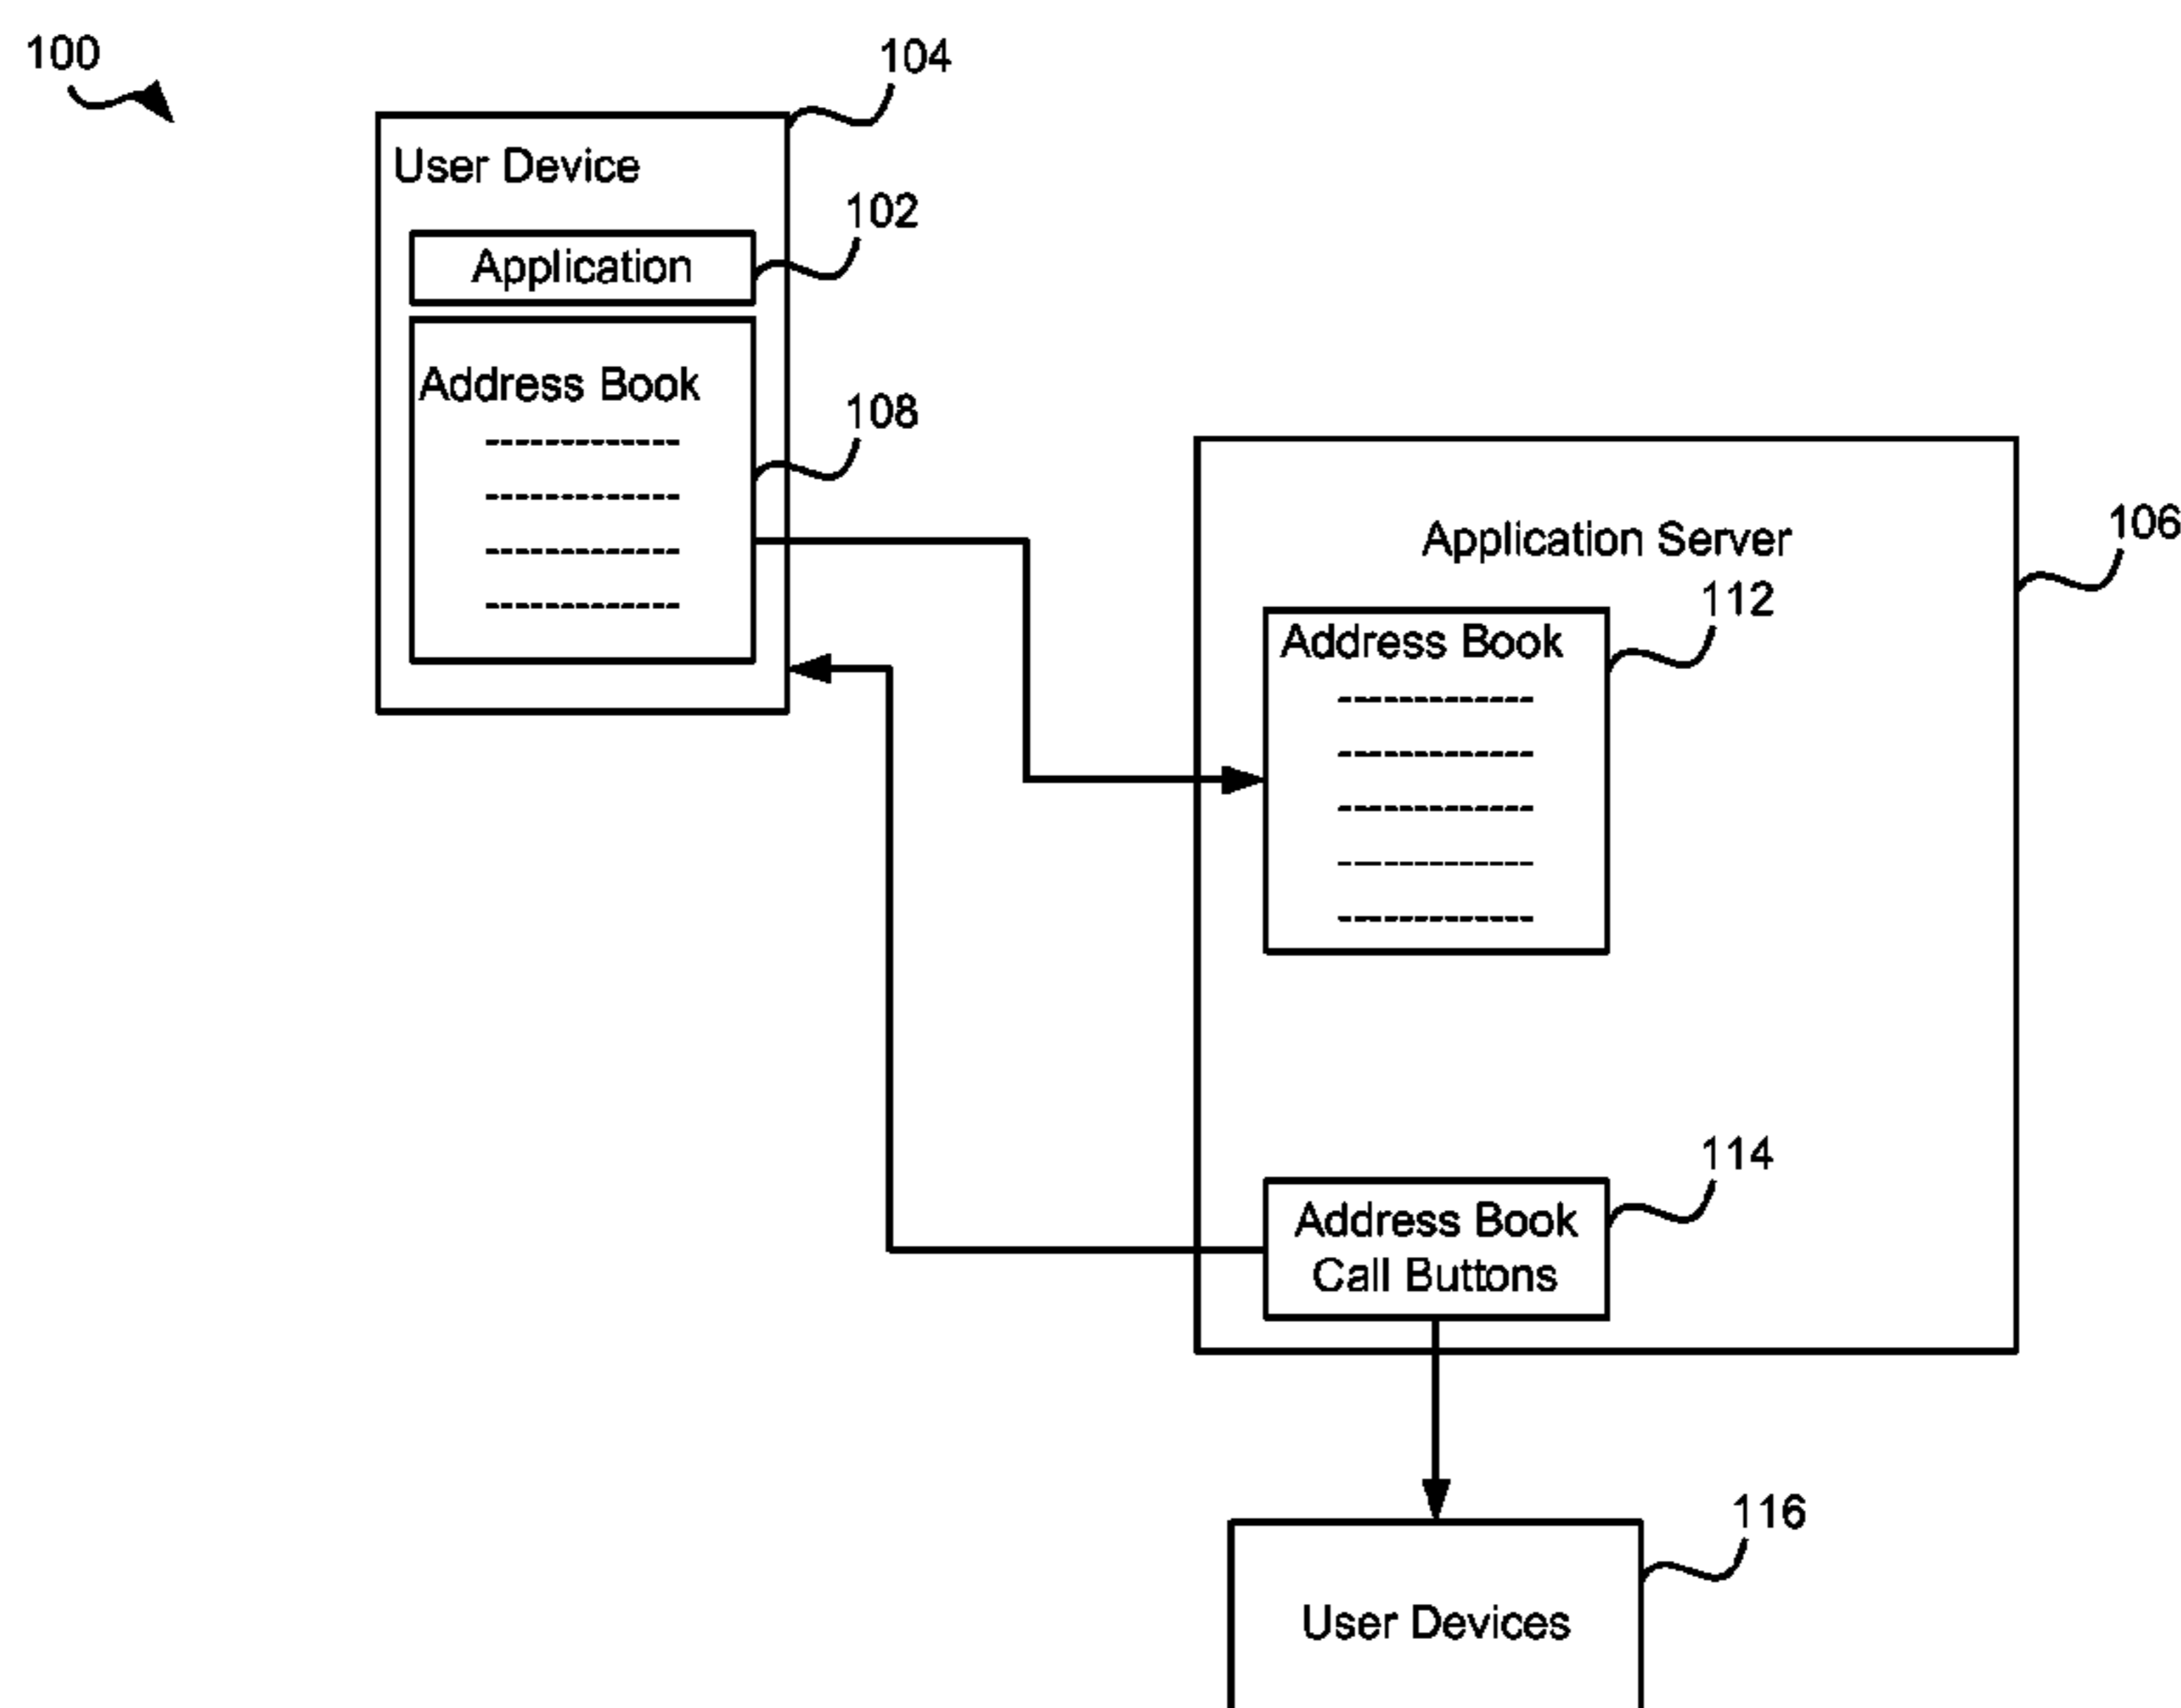 100
104
User Device
102
Application
Address Book
108
106
Application Server
112
Address Book
114
Address Book
Call Buttons
116
User Devices